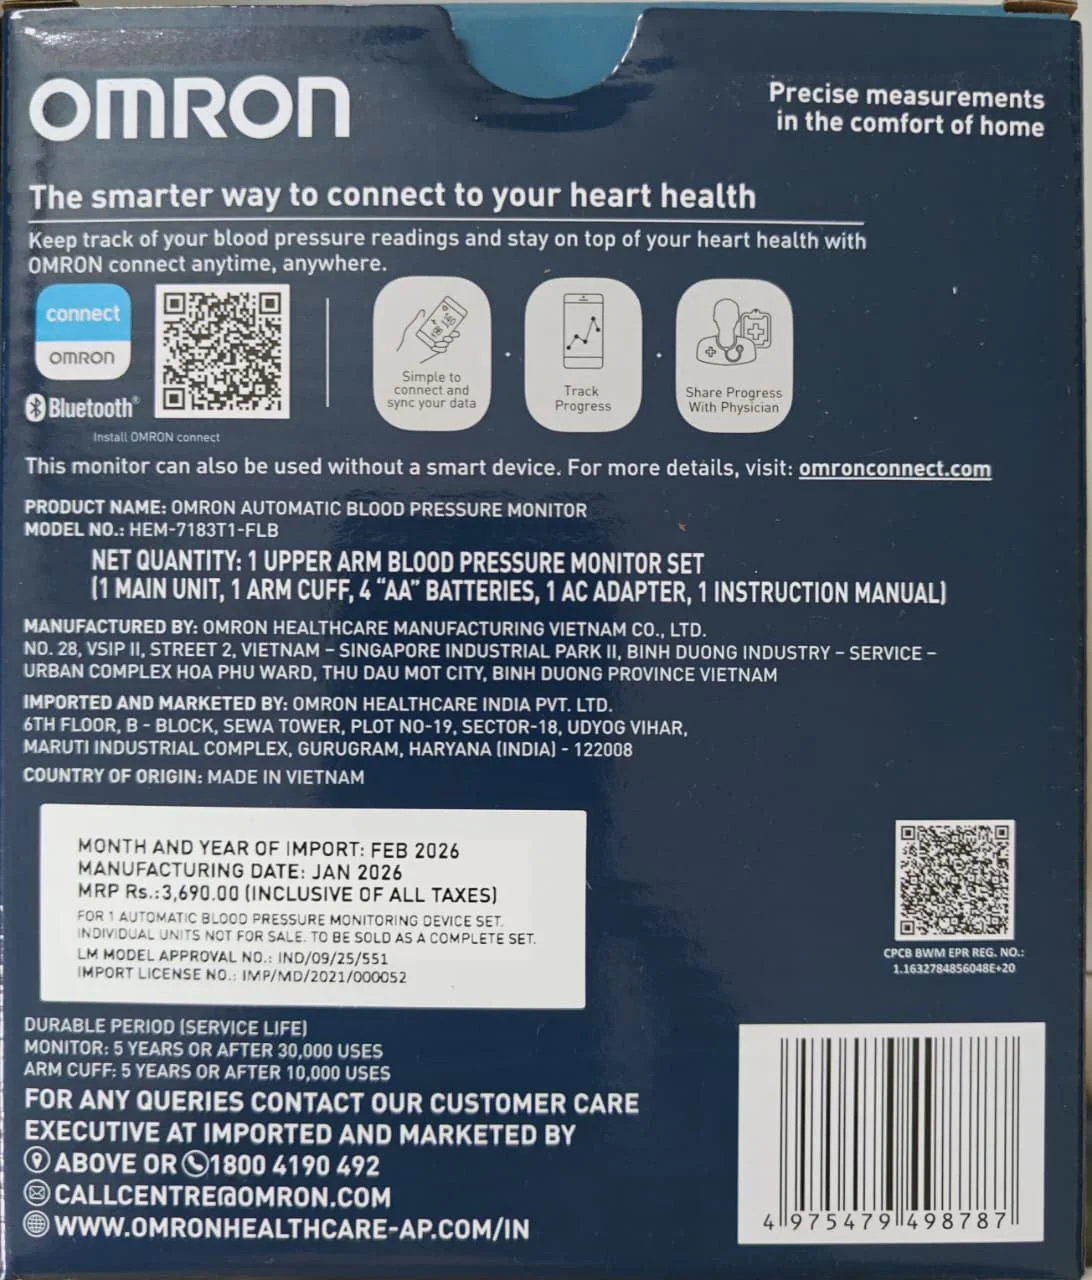 OMRON
Precise measurements
in the comfort of home
The smarter way to connect to your heart health
Keep track of your blood pressure readings and stay on top of your heart health with
OMRON connect anytime, anywhere.
connect
OMRON
Bluetooth®
Install OMRON connect
Simple to
connect and
sync your data
Track
Progress
Share Progress
With Physician
This monitor can also be used without a smart device. For more details, visit: omronconnect.com
PRODUCT NAME: OMRON AUTOMATIC BLOOD PRESSURE MONITOR
MODEL NO.: HEM-7183T1-FLB
NET QUANTITY: 1 UPPER ARM BLOOD PRESSURE MONITOR SET
(1 MAIN UNIT, 1 ARM CUFF, 4 “AA” BATTERIES, 1 AC ADAPTER, 1 INSTRUCTION MANUAL)
MANUFACTURED BY: OMRON HEALTHCARE MANUFACTURING VIETNAM CO., LTD.
NO. 28, VSIP II, STREET 2, VIETNAM – SINGAPORE INDUSTRIAL PARK II, BINH DUONG INDUSTRY – SERVICE –
URBAN COMPLEX HOA PHU WARD, THU DAU MOT CITY, BINH DUONG PROVINCE VIETNAM
IMPORTED AND MARKETED BY: OMRON HEALTHCARE INDIA PVT. LTD.
6TH FLOOR, B - BLOCK, SEWA TOWER, PLOT NO-19, SECTOR-18, UDYOG VIHAR,
MARUTI INDUSTRIAL COMPLEX, GURUGRAM, HARYANA (INDIA) - 122008
COUNTRY OF ORIGIN: MADE IN VIETNAM
MONTH AND YEAR OF IMPORT: FEB 2026
MANUFACTURING DATE: JAN 2026
MRP Rs.:3,690.00 (INCLUSIVE OF ALL TAXES)
FOR 1 AUTOMATIC BLOOD PRESSURE MONITORING DEVICE SET.
INDIVIDUAL UNITS NOT FOR SALE. TO BE SOLD AS A COMPLETE SET.
LM MODEL APPROVAL NO.: IND/09/25/551
IMPORT LICENSE NO.: IMP/MD/2021/000052
CPCB BWM EPR REG. NO.:
1.1632784856048E+20
DURABLE PERIOD (SERVICE LIFE)
MONITOR: 5 YEARS OR AFTER 30,000 USES
ARM CUFF: 5 YEARS OR AFTER 10,000 USES
FOR ANY QUERIES CONTACT OUR CUSTOMER CARE
EXECUTIVE AT IMPORTED AND MARKETED BY
ABOVE OR 1800 4190 492
CALLCENTRE@OMRON.COM
WWW.OMRONHEALTHCARE-AP.COM/IN
4 975479 498787